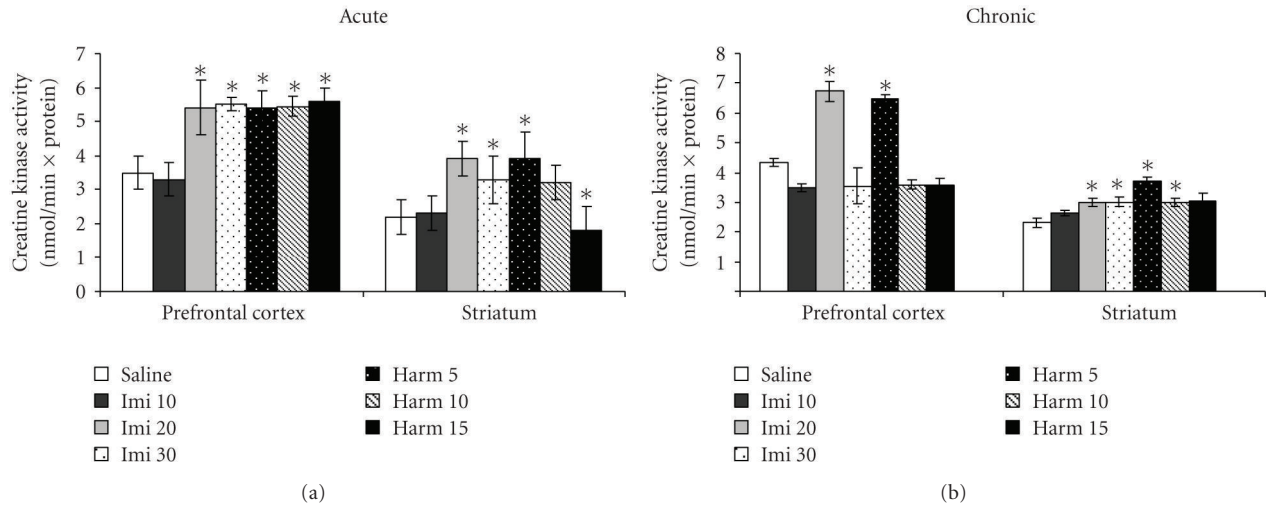 Acute
Creatine kinase activity
(nmol/min × protein)
7
6
5
4
3
2
1
0
* * * * *
* * * *
Prefrontal cortex Striatum
Saline Harm 5
Imi 10 Harm 10
Imi 20 Harm 15
Imi 30
(a)
Chronic
Creatine kinase activity
(nmol/min × protein)
8
7
6
5
4
3
2
1
* *
* * * *
Prefrontal cortex Striatum
Saline Harm 5
Imi 10 Harm 10
Imi 20 Harm 15
Imi 30
(b)